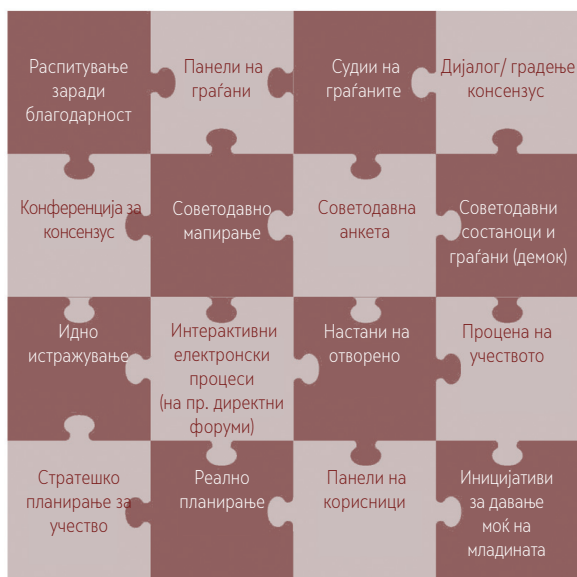 Распитување
заради
благодарност
Панели на
граѓани
Судии на
граѓаните
Дијалог/ градење
консензус
Конференција за
консензус
Советодавно
мапирање
Советодавна
анкета
Советодавни
состаноци и
граѓани (демок)
Идно
истражување
Интерактивни
електронски
процеси
(на пр. директни
форуми)
Настани на
отворено
Процена на
учеството
Стратешко
планирање за
учество
Реално
планирање
Панели на
корисници
Иницијативи
за давање
моќ на
младината